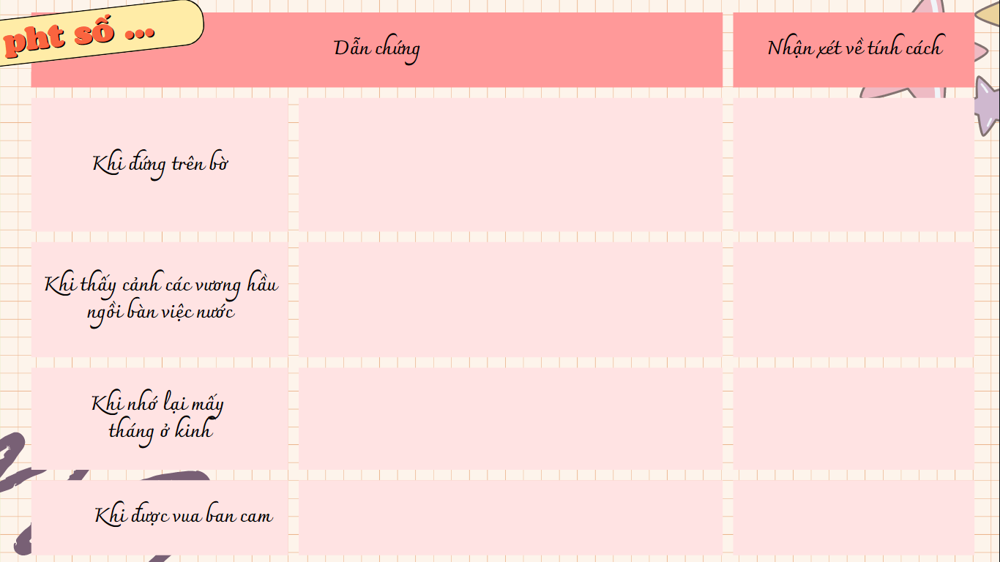 pht số ...
Dẫn chứng
Nhận xét về tính cách
Khi đứng trên bờ
Khi thấy cảnh các vương hầu
ngồi bàn việc nước
Khi nhớ lại mấy
tháng ở kinh
Khi được vua ban cam